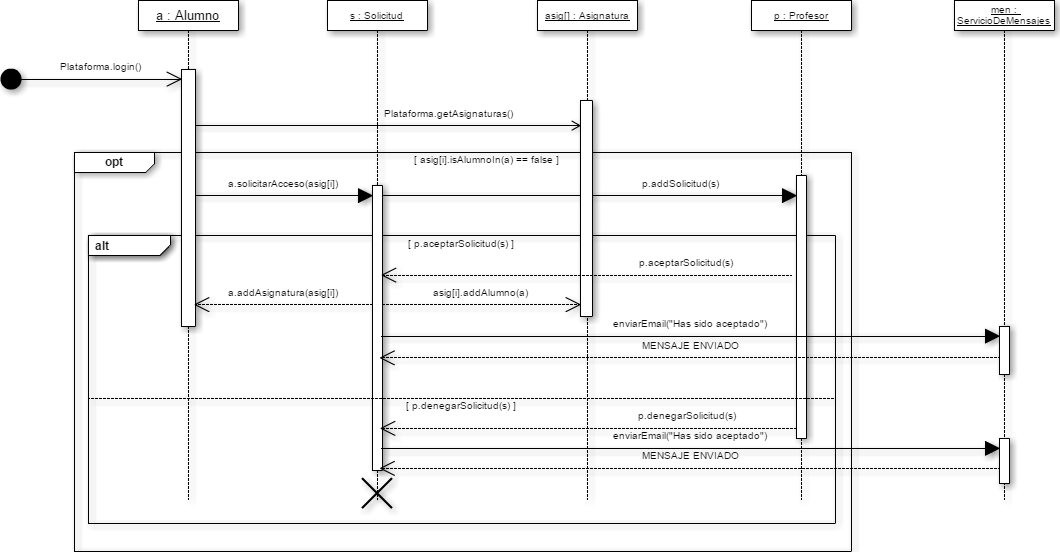 a : Alumno
s : Solicitud
asig[] : Asignatura
p : Profesor
men :
ServicioDeMensajes
Plataforma.login()
Plataforma.getAsignaturas()
opt
[ asig[i].isAlumnoIn(a) == false ]
a.solicitarAcceso(asig[i])
p.addSolicitud(s)
alt
[ p.aceptarSolicitud(s) ]
p.aceptarSolicitud(s)
a.addAsignatura(asig[i])
asig[i].addAlumno(a)
enviarEmail("Has sido aceptado")
MENSAJE ENVIADO
[ p.denegarSolicitud(s) ]
p.denegarSolicitud(s)
enviarEmail("Has sido aceptado")
MENSAJE ENVIADO